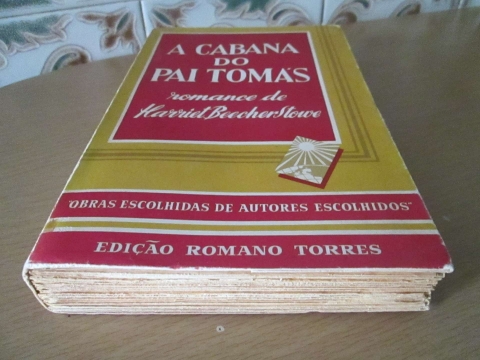 A CABANA
DO
PAI TOMÁS
romance de
Harriet Beecher Stowe
"OBRAS ESCOLHIDAS DE AUTORES ESCOLHIDOS"
EDIÇÃO ROMANO TORRES